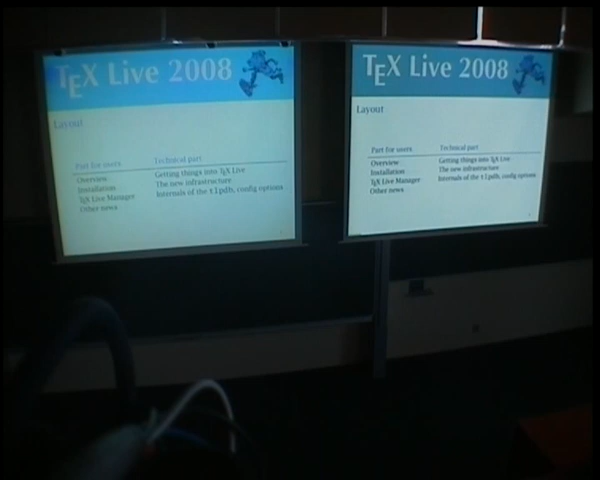 TEX Live 2008
Layout
Part for users Technical part
Overview Getting things into TEX Live
Installation The new infrastructure
TEX Live Manager Internals of the tlpdb, config options
Other news
TEX Live 2008
Layout
Part for users Technical part
Overview Getting things into TEX Live
Installation The new infrastructure
TEX Live Manager Internals of the tlpdb, config options
Other news